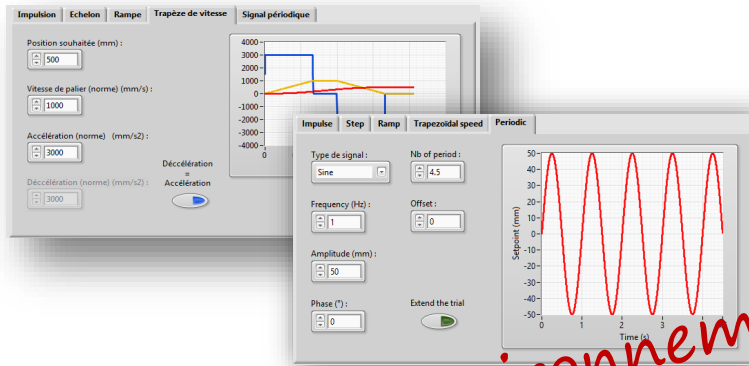 Impulsion Echelon Rampe Trapèze de vitesse Signal périodique
Position souhaitée (mm) :
500
Vitesse de palier (norme) (mm/s) :
1000
Accélération (norme) (mm/s2) :
3000
Déccélération (norme) (mm/s2) :
3000
Déccélération
=
Accélération
4000
3000
2000
1000
0
-1000
-2000
-3000
-4000
0
Impulse Step Ramp Trapezoïdal speed Periodic
Type de signal :
Sine
Nb of period :
4.5
Frequency (Hz) :
1
Offset :
0
Amplitude (mm) :
50
Phase (°) :
0
Extend the trial
Setpoint (mm)
50
40
30
20
10
0
-10
-20
-30
-40
-50
0 1 2 3
Time (s)